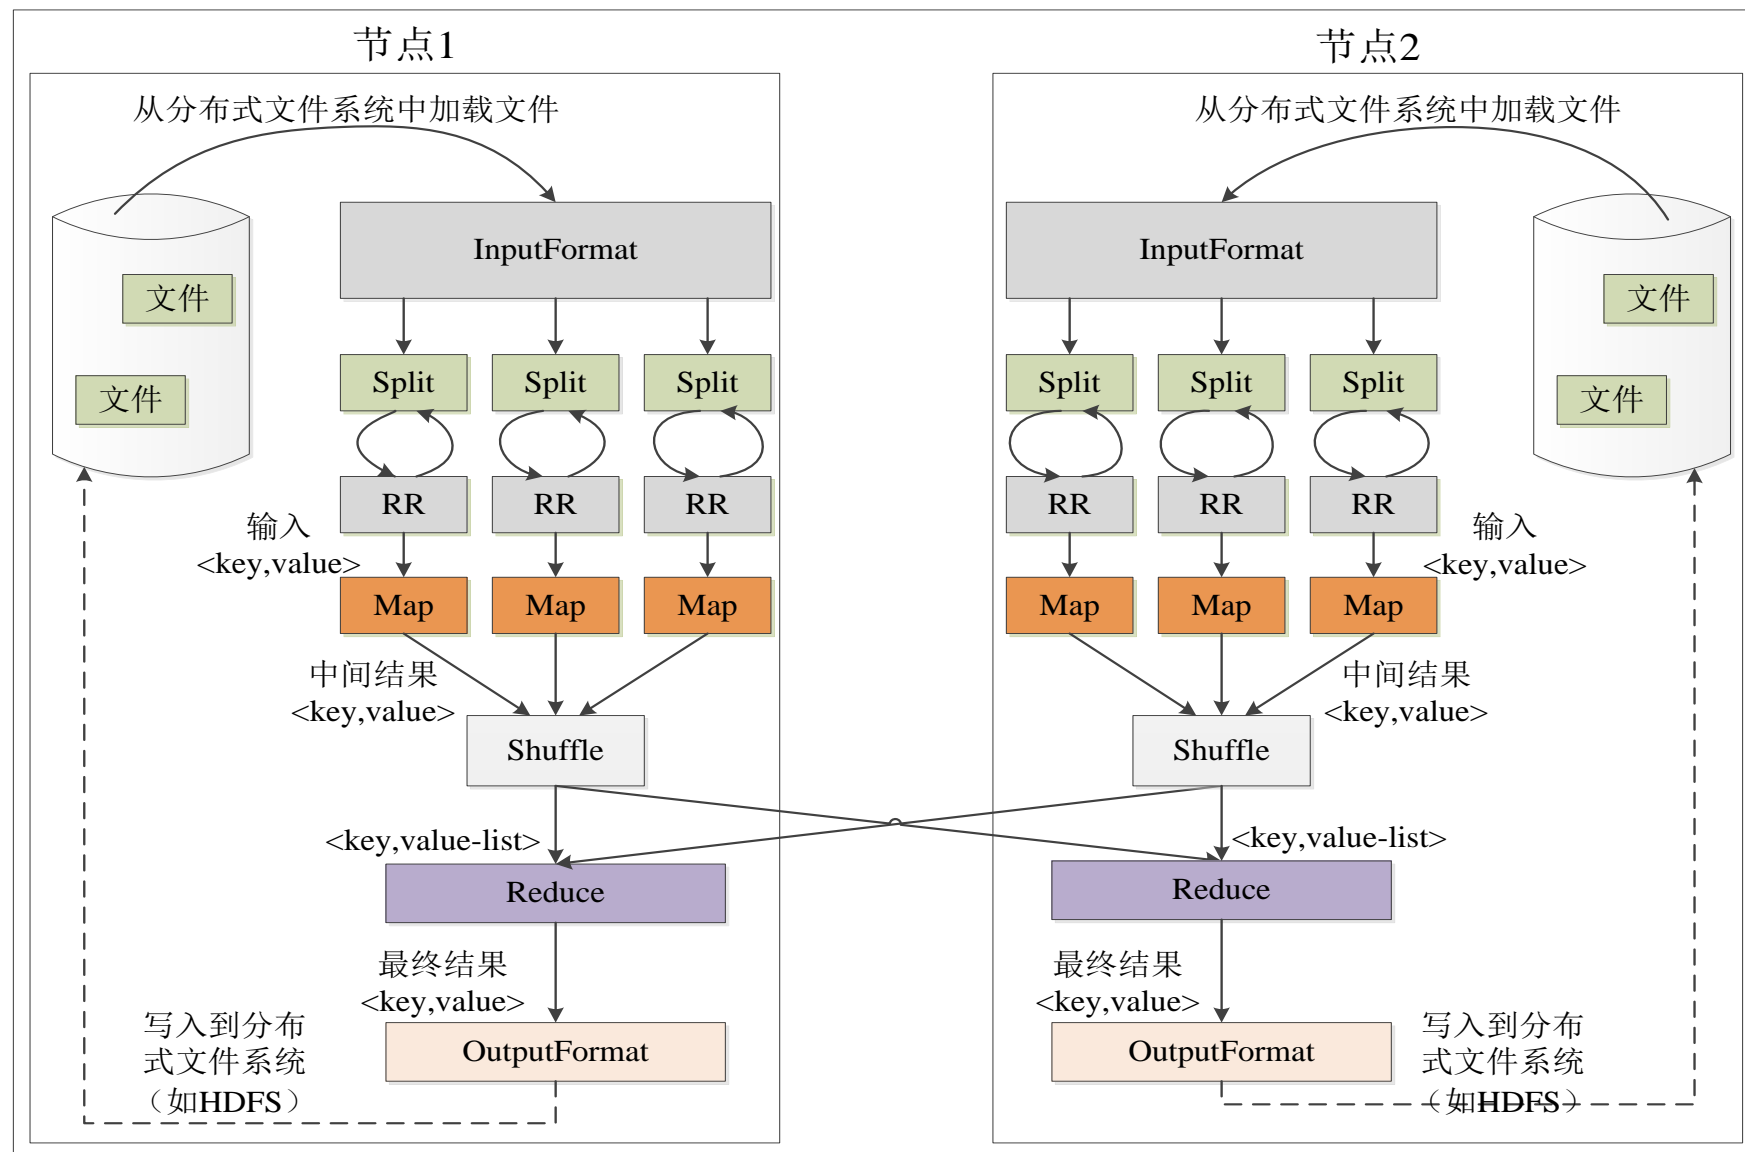 节点1
从分布式文件系统中加载文件
InputFormat
文件
文件
Split
Split
Split
RR
RR
RR
输入
<key,value>
Map
Map
Map
中间结果
<key,value>
Shuffle
<key,value-list>
Reduce
最终结果
<key,value>
OutputFormat
写入到分布
式文件系统
（如HDFS）
节点2
从分布式文件系统中加载文件
InputFormat
文件
文件
Split
Split
Split
RR
RR
RR
输入
<key,value>
Map
Map
Map
中间结果
<key,value>
Shuffle
<key,value-list>
Reduce
最终结果
<key,value>
OutputFormat
写入到分布
式文件系统
（如HDFS）